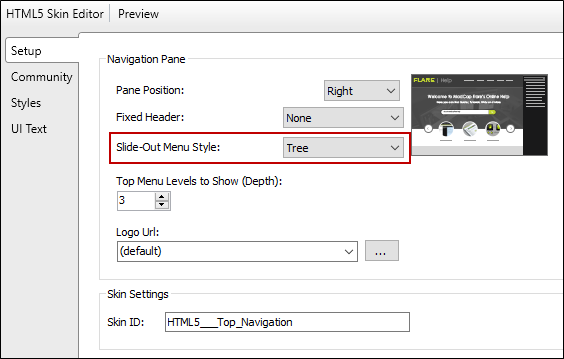 HTML5 Skin Editor Preview
Setup
Community
Styles
UI Text
Navigation Pane
Pane Position: Right
Fixed Header: None
Slide-Out Menu Style: Tree
Top Menu Levels to Show (Depth):
3
Logo Url:
(default) ...
FLARE | Help
Welcome to MadCap Flare's Online Help
Skin Settings
Skin ID: HTML5___Top_Navigation